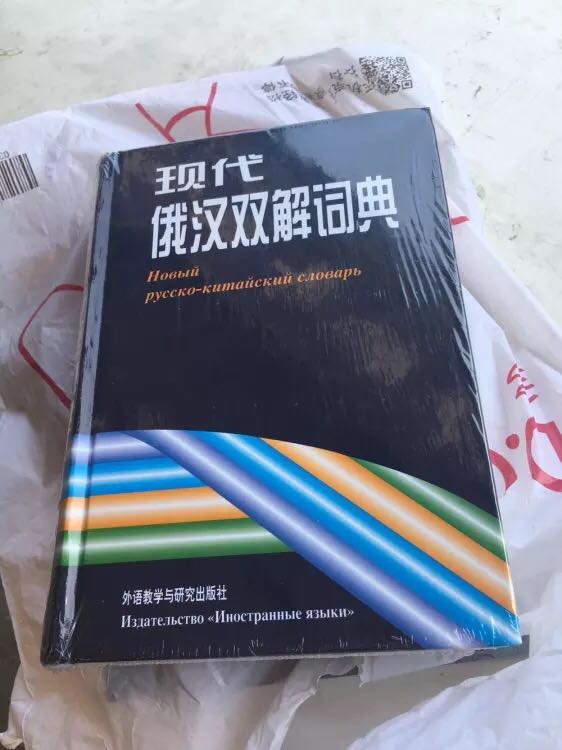 现代
俄汉双解词典
Новый
русско-китайский словарь
外语教学与研究出版社
Издательство «Иностранные языки»